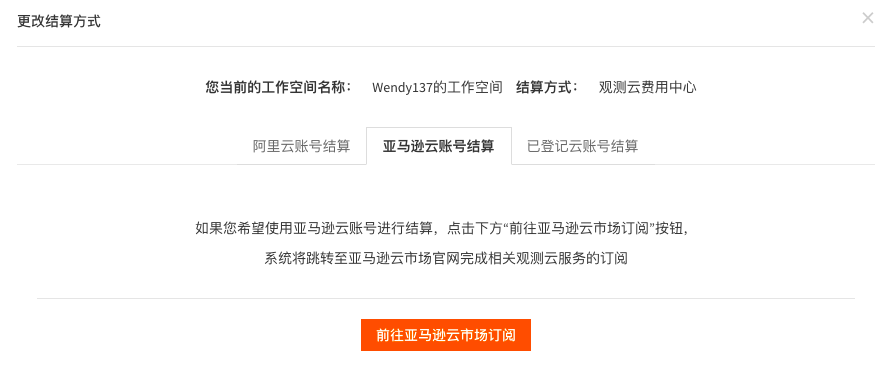 更改结算方式
您当前的工作空间名称： Wendy137的工作空间 结算方式： 观测云费用中心
阿里云账号结算 亚马逊云账号结算 已登记云账号结算
如果您希望使用亚马逊云账号进行结算，点击下方“前往亚马逊云市场订阅”按钮，
系统将跳转至亚马逊云市场官网完成相关观测云服务的订阅
前往亚马逊云市场订阅